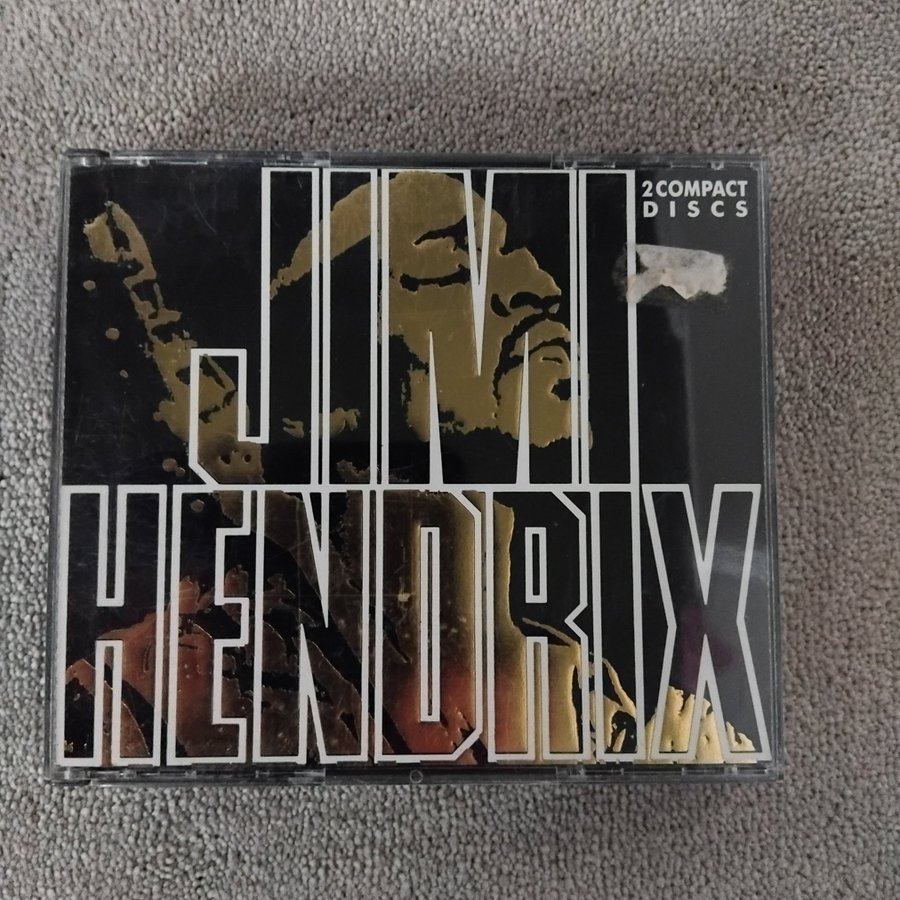 JIMI
2 COMPACT
DISCS
HENDRIX